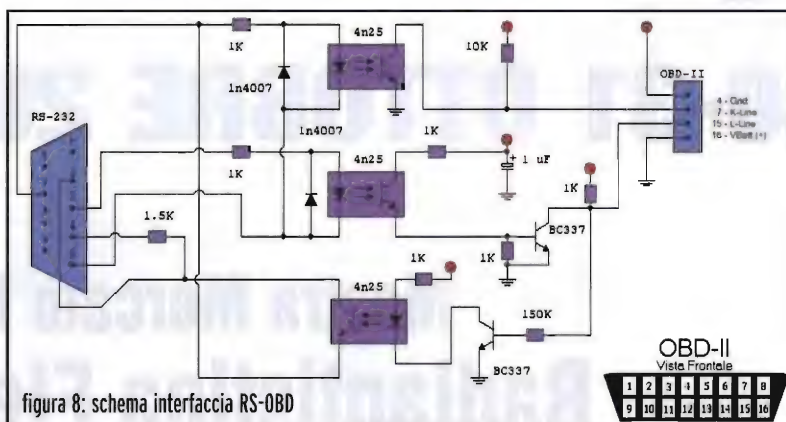 4n25
1K
1n4007
10K
OBD-II
4 - Gnd
7 - K-Line
15 - L-Line
16 - VBatt (+)
RS-232
1n4007
4n25
1K
1K
+
1 uF
1K
1.5K
1K
BC337
4n25
1K
150K
BC337
OBD-II
Vista Frontale
1 2 3 4 5 6 7 8
9 10 11 12 13 14 15 16
figura 8: schema interfaccia RS-OBD